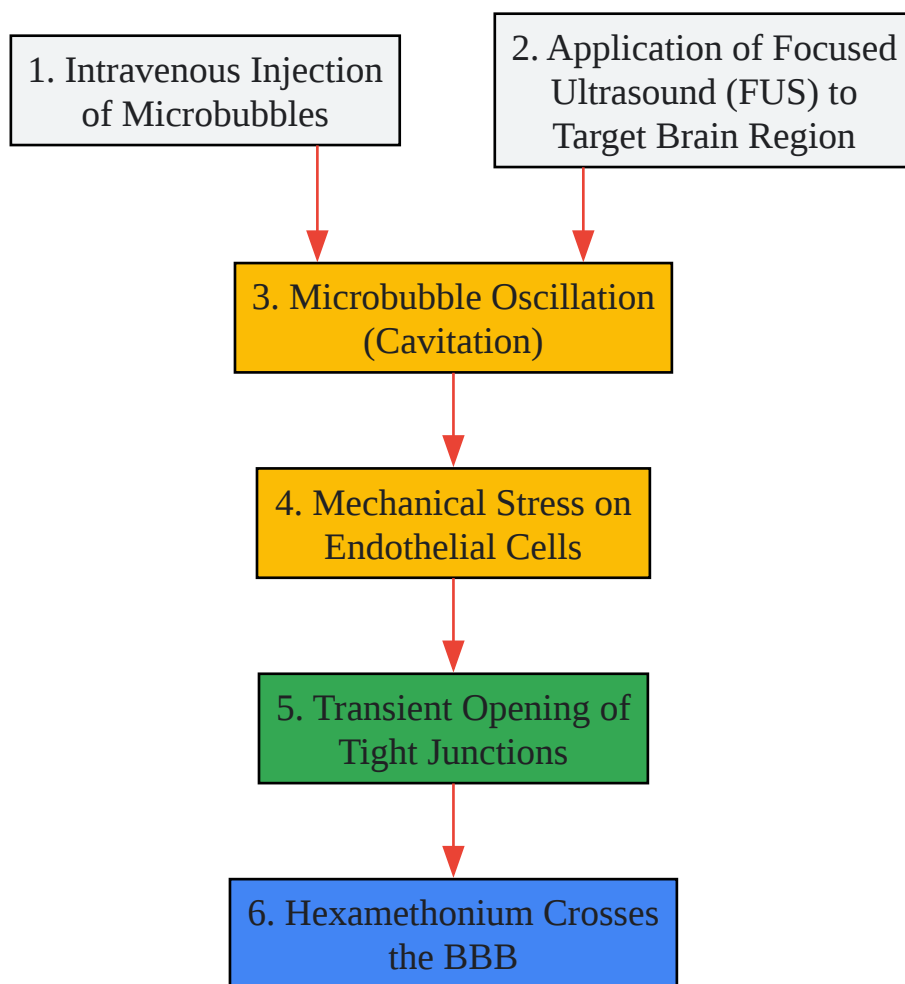 1. Intravenous Injection
of Microbubbles
2. Application of Focused
Ultrasound (FUS) to
Target Brain Region
3. Microbubble Oscillation
(Cavitation)
4. Mechanical Stress on
Endothelial Cells
5. Transient Opening of
Tight Junctions
6. Hexamethonium Crosses
the BBB